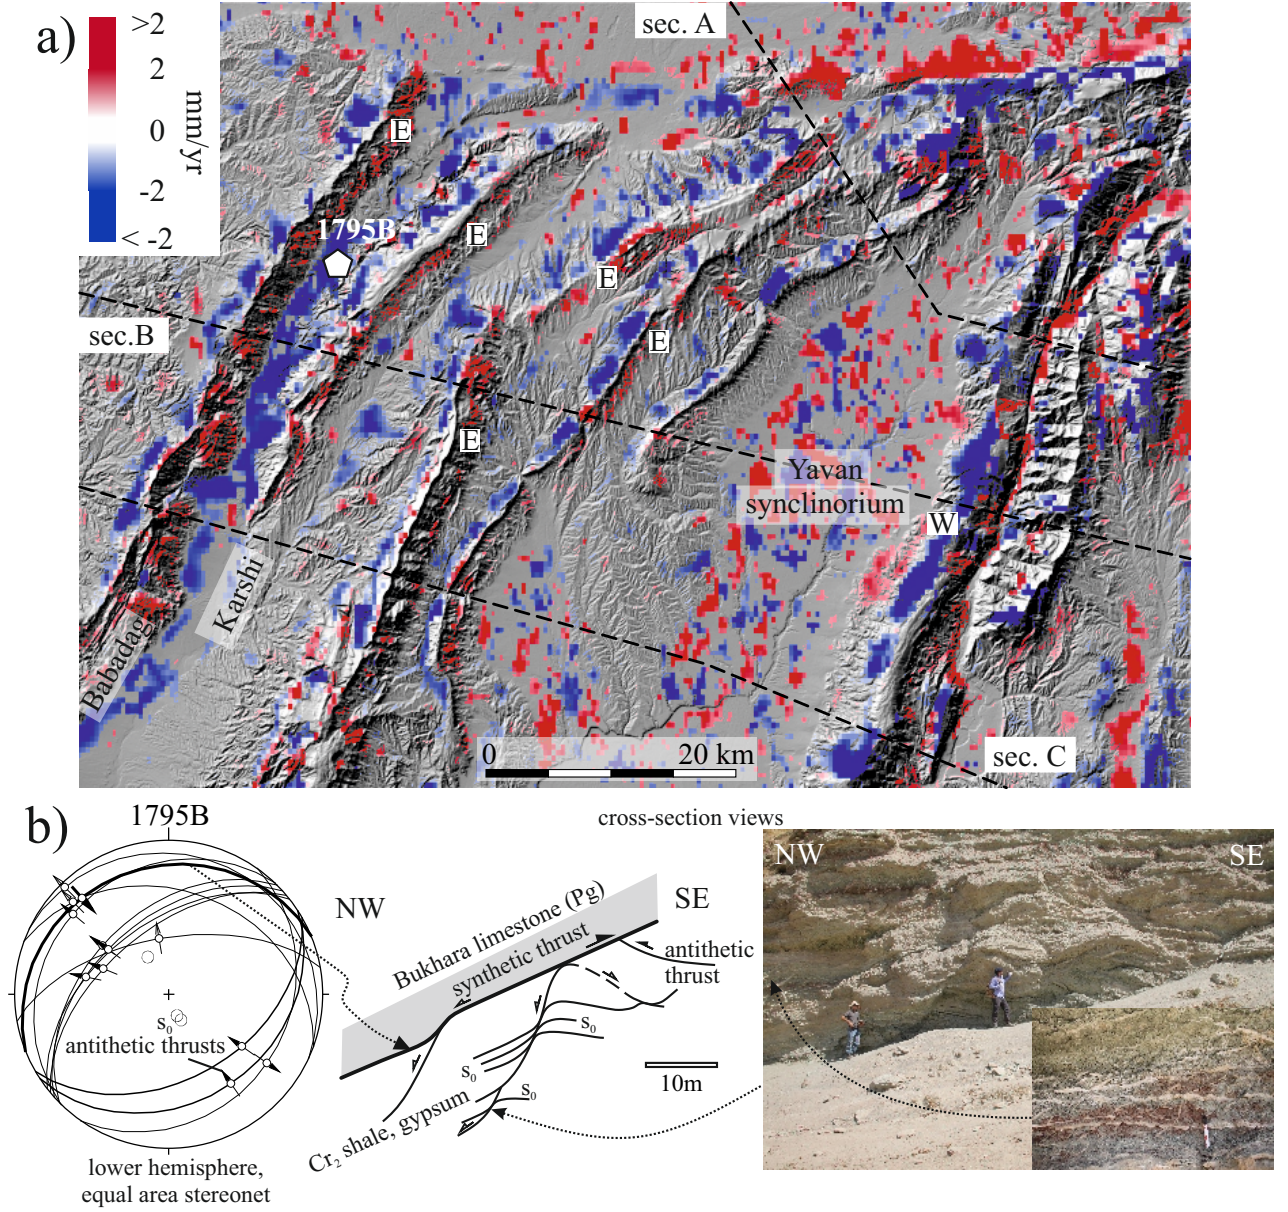 a)
>2
2
0
-2
< -2
mm/yr
sec. A
E
E
1795B
E
sec.B
E
E
Yavan
synclinorium
W
Karshi
Babadag
0 20 km
sec. C
b)
1795B
cross-section views
NW
SE
Bukhara limestone (Pg)
synthetic thrust
antithetic
thrust
s0
s0
s0
10m
Cr2 shale, gypsum
s0
antithetic thrusts
lower hemisphere,
equal area stereonet
NW
SE